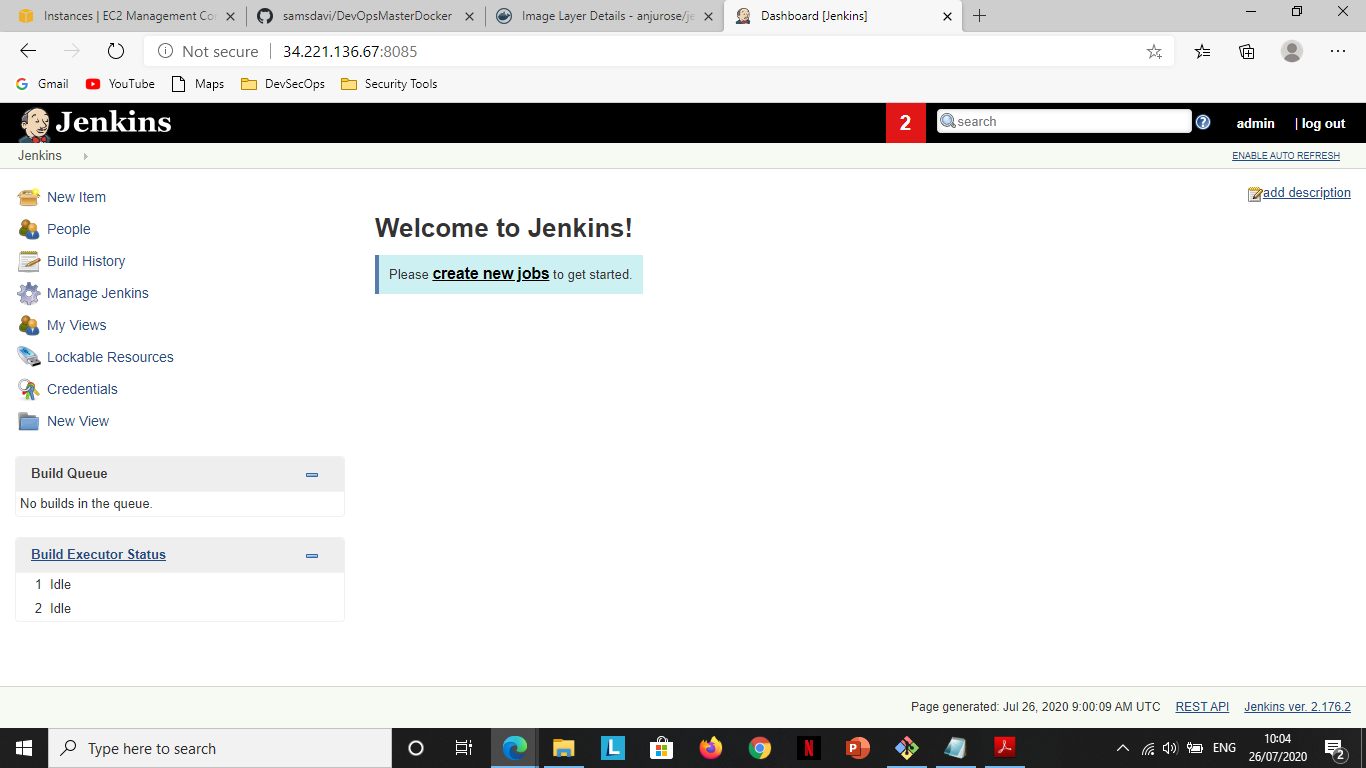 Instances | EC2 Management Co
samsdavi/DevOpsMasterDocker
Image Layer Details - anjurose/je
Dashboard [Jenkins]
Not secure
34.221.136.67:8085
Gmail
YouTube
Maps
DevSecOps
Security Tools
Jenkins
2
search
admin
| log out
Jenkins
ENABLE AUTO REFRESH
New Item
People
Build History
Manage Jenkins
My Views
Lockable Resources
Credentials
New View
add description
Welcome to Jenkins!
Please create new jobs to get started.
Build Queue
No builds in the queue.
Build Executor Status
1 Idle
2 Idle
Page generated: Jul 26, 2020 9:00:09 AM UTC
REST API
Jenkins ver. 2.176.2
Type here to search
L
N
P
ENG
10:04
26/07/2020
2